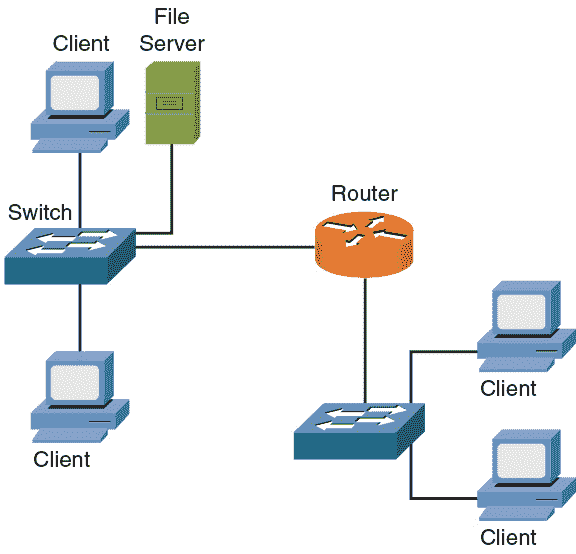 File
Server
Client
Switch
Router
Client
Client
Client